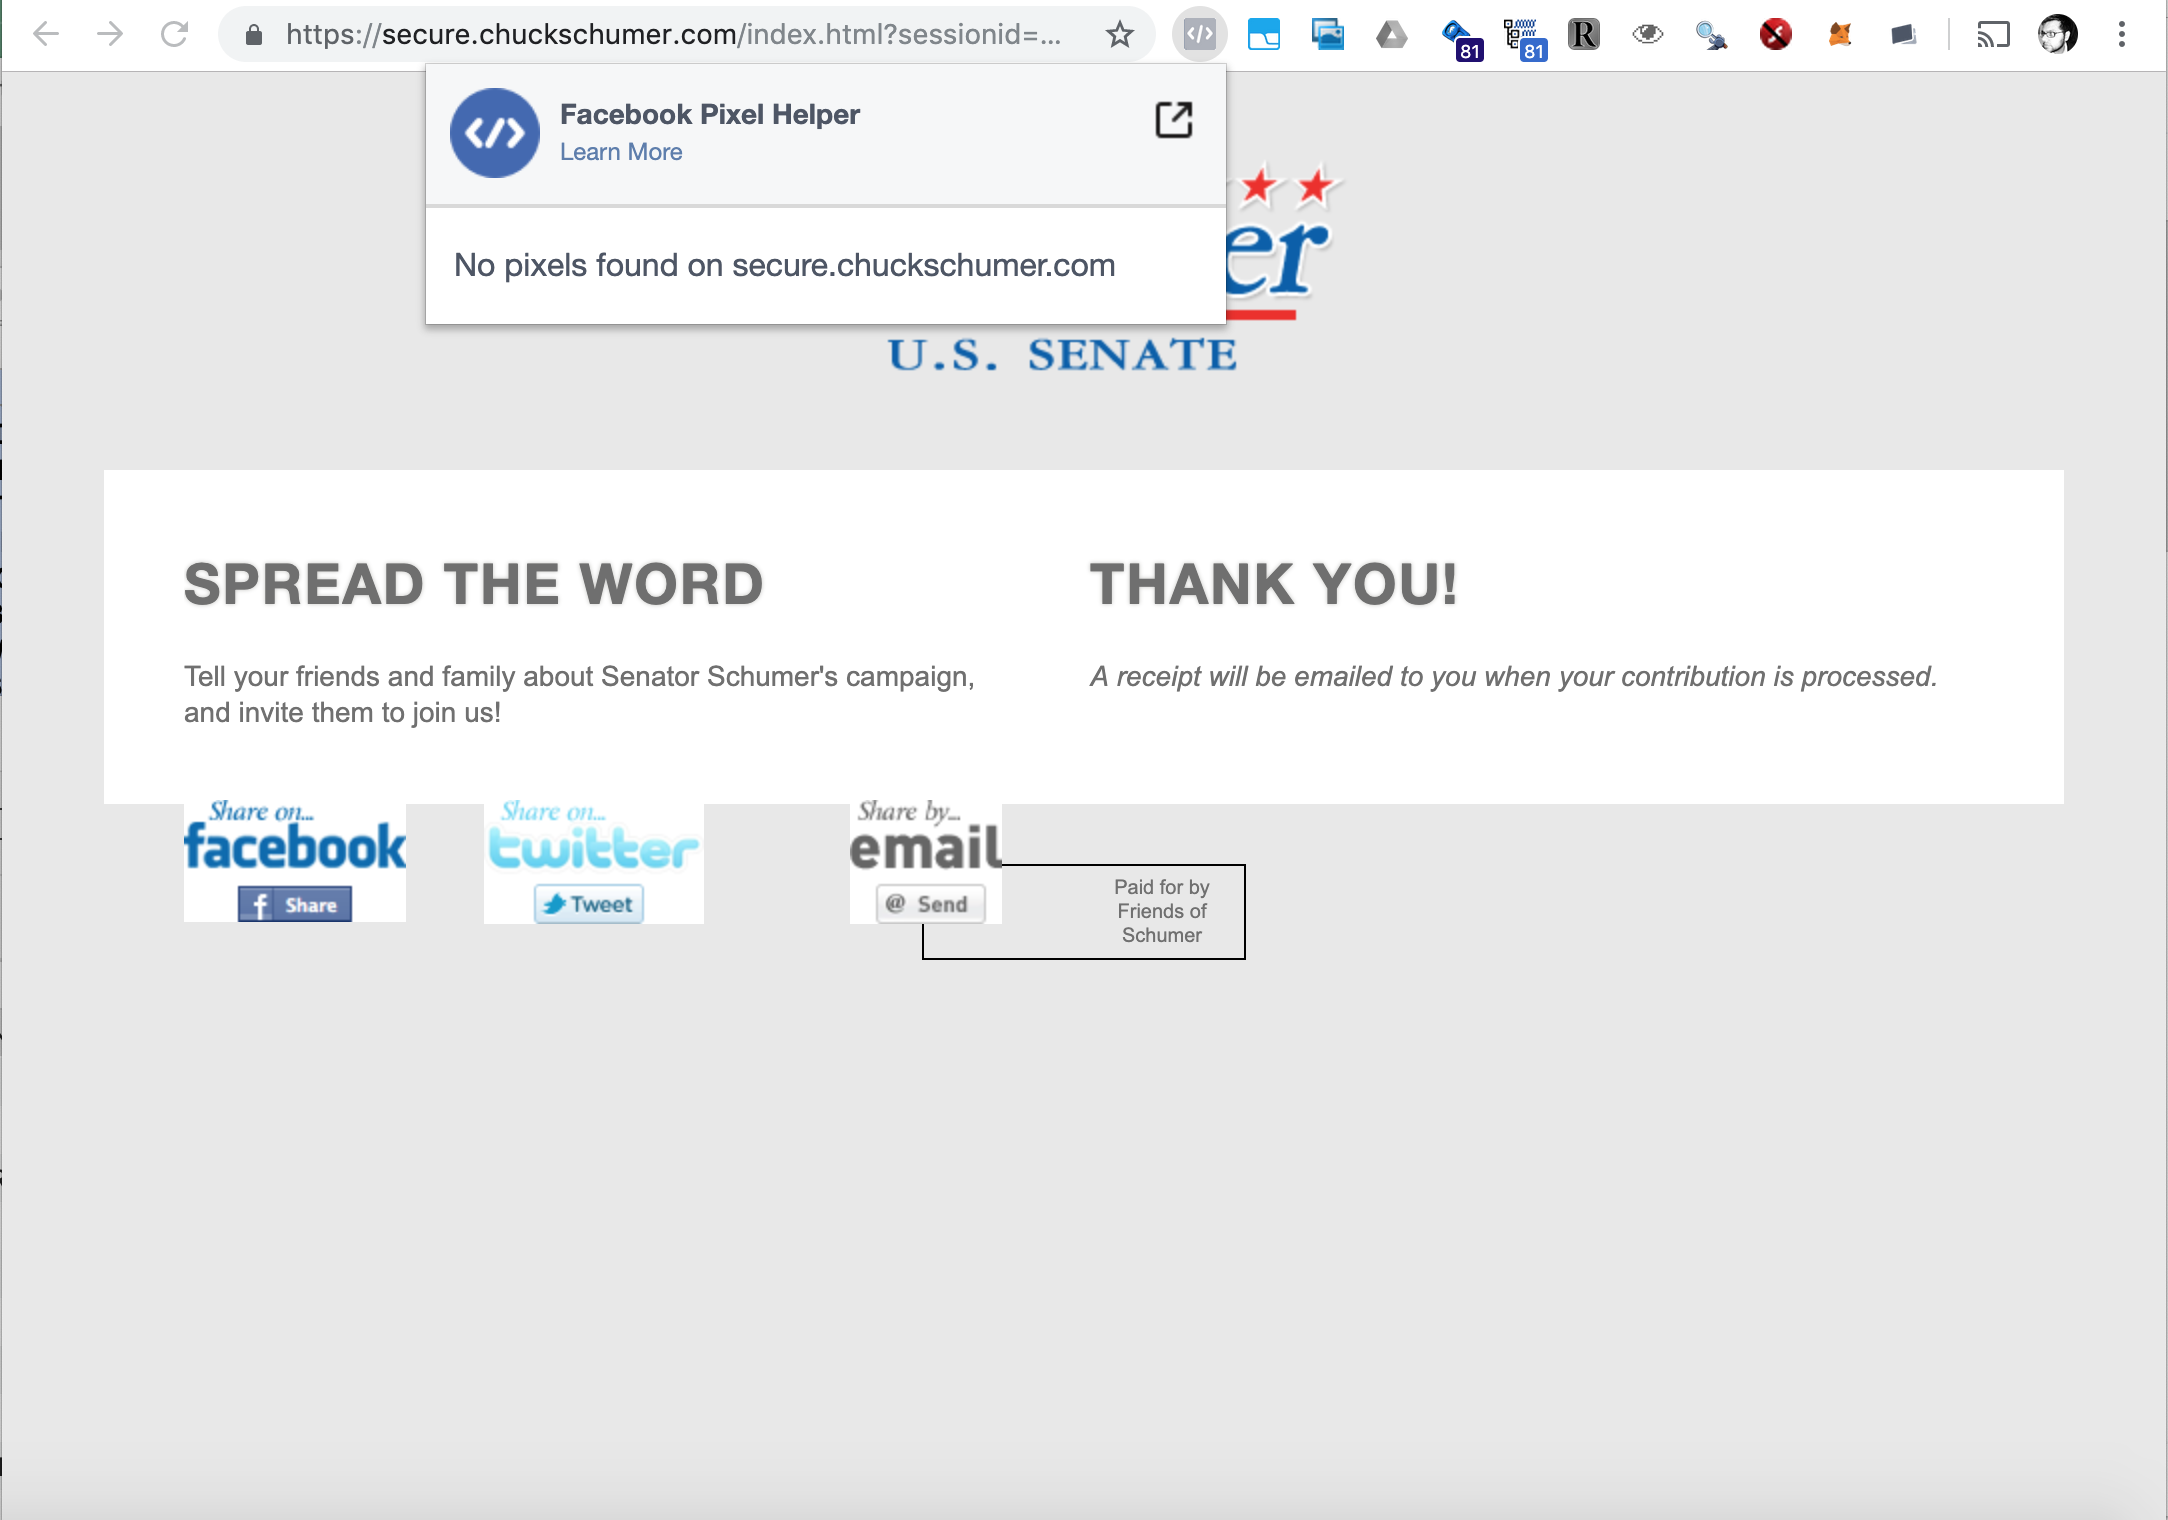 https://secure.chuckschumer.com/index.html?sessionid=...
81
81
R
Facebook Pixel Helper
Learn More
No pixels found on secure.chuckschumer.com
er
U.S. SENATE
SPREAD THE WORD
Tell your friends and family about Senator Schumer's campaign,
and invite them to join us!
THANK YOU!
A receipt will be emailed to you when your contribution is processed.
Share on...
facebook
f Share
Share on...
twitter
Tweet
Share by...
email
@ Send
Paid for by
Friends of
Schumer